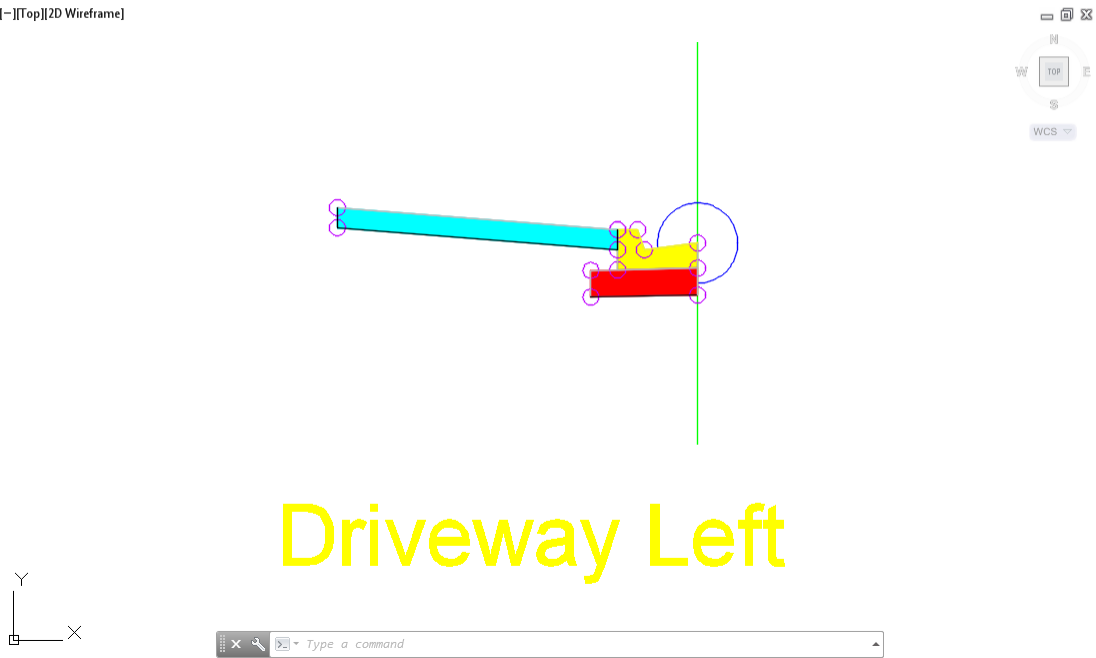 [−][Top][2D Wireframe]
N
W TOP E
S
WCS
Driveway Left
Y
X
Type a command